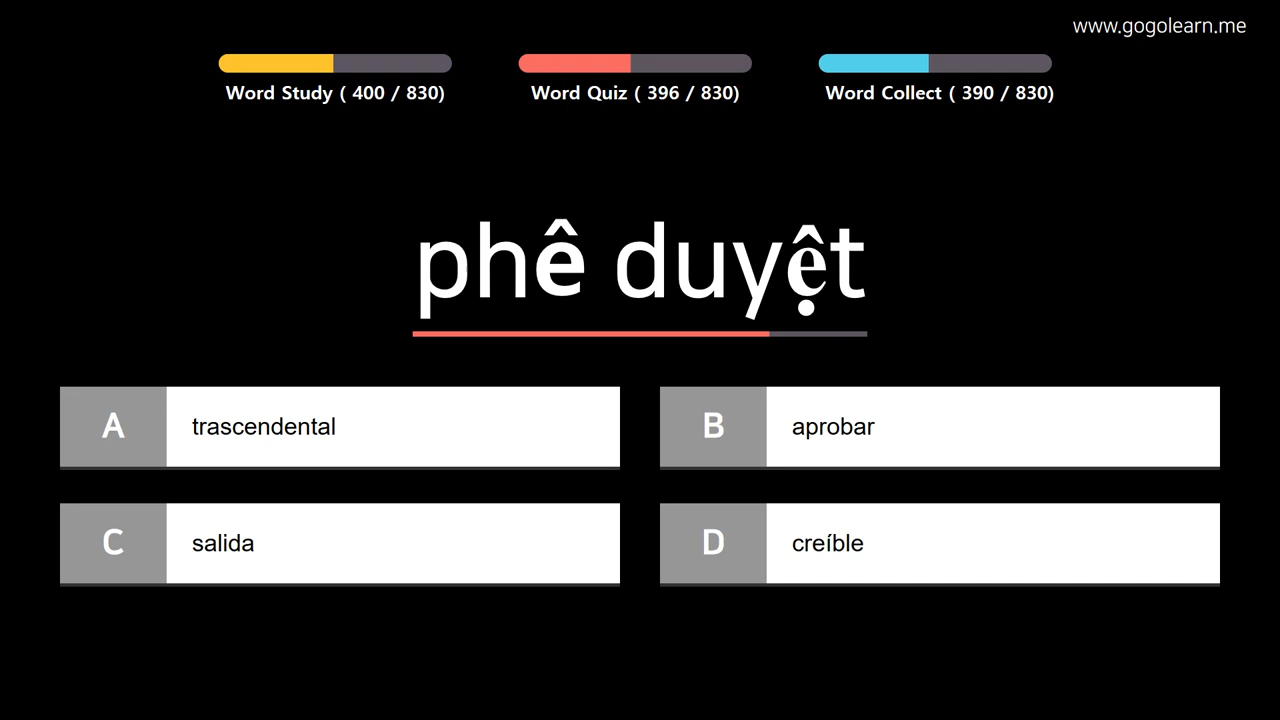 www.gogolearn.me
Word Study ( 400 / 830)
Word Quiz ( 396 / 830)
Word Collect ( 390 / 830)
phê duyệt
A
trascendental
B
aprobar
C
salida
D
creíble